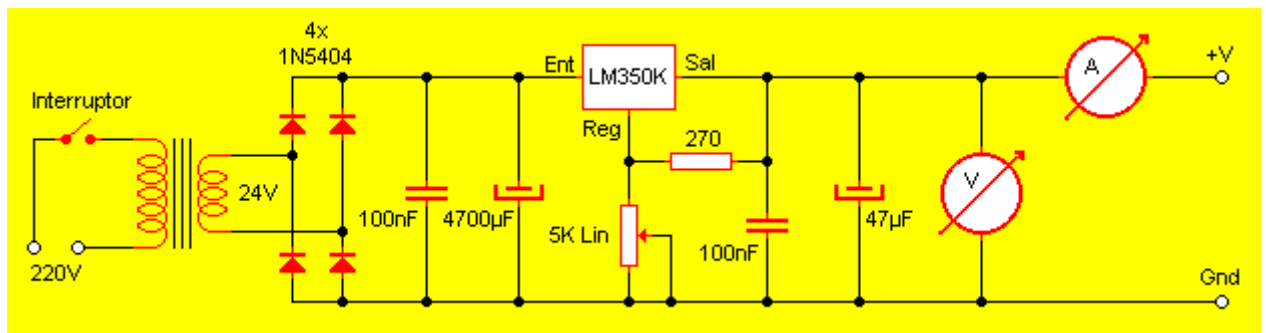 4x
1N5404
Interruptor
220V
24V
100nF
4700µF
Ent
LM350K
Sal
Reg
270
5K Lin
100nF
47µF
V
A
+V
Gnd